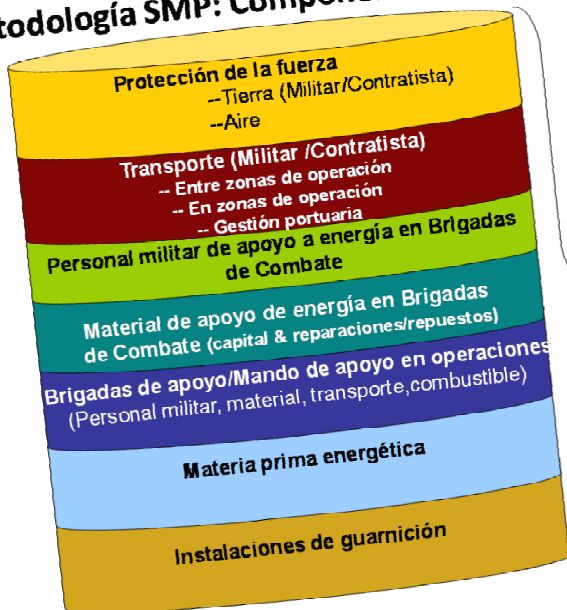 todología SMP:
Protección de la fuerza
--Tierra (Militar/Contratista)
--Aire
Transporte (Militar /Contratista)
-- Entre zonas de operación
-- En zonas de operación
-- Gestión portuaria
Personal militar de apoyo a energía en Brigadas
de Combate
Material de apoyo de energía en Brigadas
de Combate (capital & reparaciones/repuestos)
Brigadas de apoyo/Mando de apoyo en operaciones
(Personal militar, material, transporte,combustible)
Materia prima energética
Instalaciones de guarnición